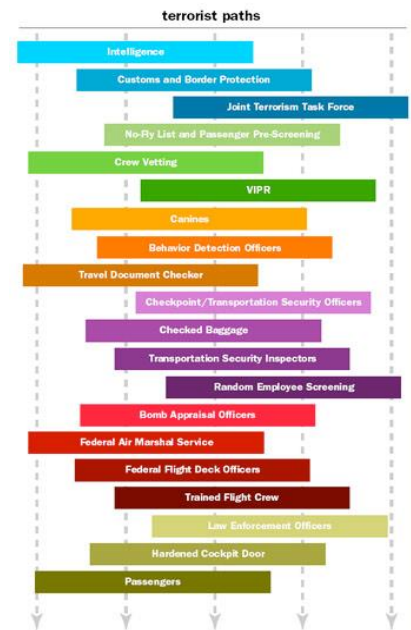 terrorist paths
Intelligence
Customs and Border Protection
Joint Terrorism Task Force
No-Fly List and Passenger Pre-Screening
Crew Vetting
VIPR
Canines
Behavior Detection Officers
Travel Document Checker
Checkpoint/Transportation Security Officers
Checked Baggage
Transportation Security Inspectors
Random Employee Screening
Bomb Appraisal Officers
Federal Air Marshal Service
Federal Flight Deck Officers
Trained Flight Crew
Law Enforcement Officers
Hardened Cockpit Door
Passengers